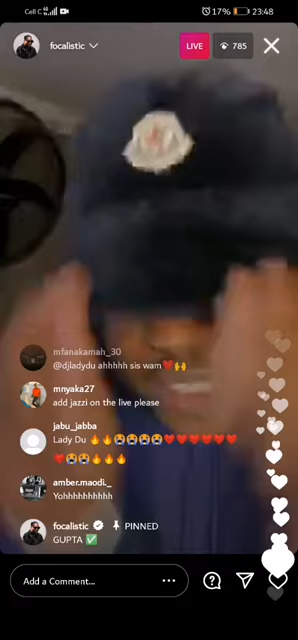 Cell C 17% 23:48
focalistic LIVE 785
mfanakamah_30
@djladydu ahhhhh sis wam❤️🙌
mnyaka27
add jazzi on the live please
jabu_jabba
Lady Du 🔥🔥😭😭😭😭❤️❤️❤️❤️❤️❤️
❤️😭😭🔥🔥🔥
amber.maodi._
Yohhhhhhhhhh
focalistic PINNED
GUPTA ✅
Add a Comment...